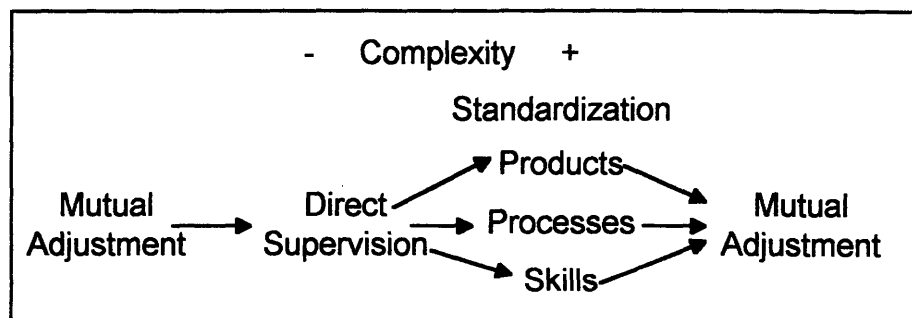 - Complexity +
Standardization
Products
Mutual Adjustment
Direct Supervision
Processes
Mutual Adjustment
Skills